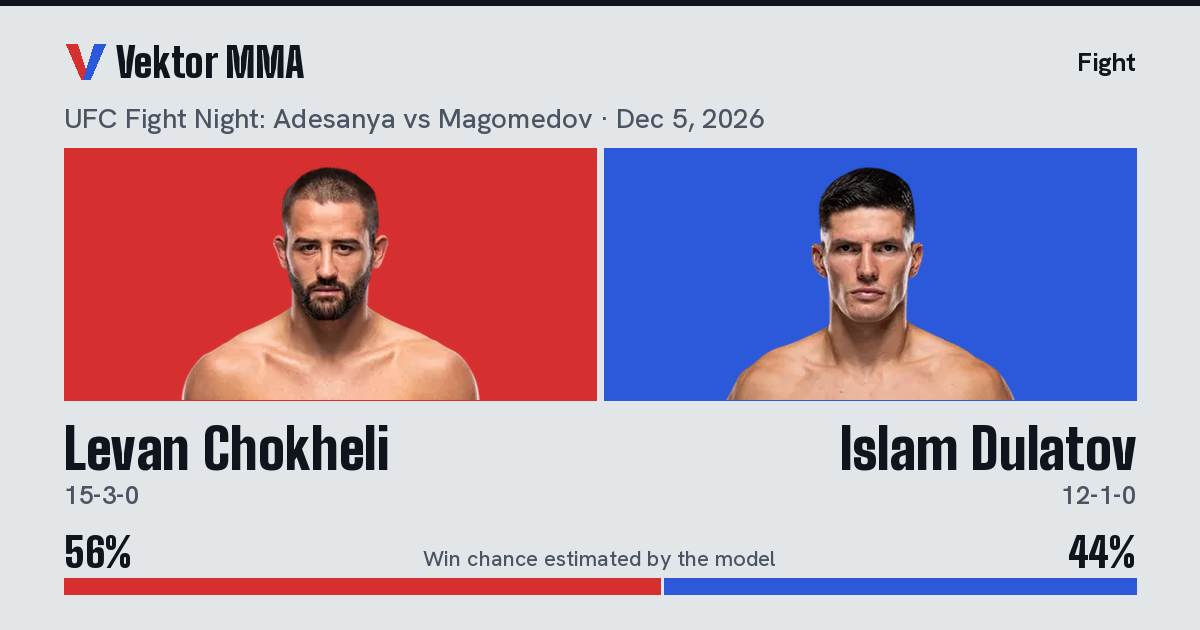 Vektor MMA
Fight
UFC Fight Night: Adesanya vs Magomedov · Dec 5, 2026
Levan Chokheli
Islam Dulatov
15-3-0
12-1-0
56%
Win chance estimated by the model
44%